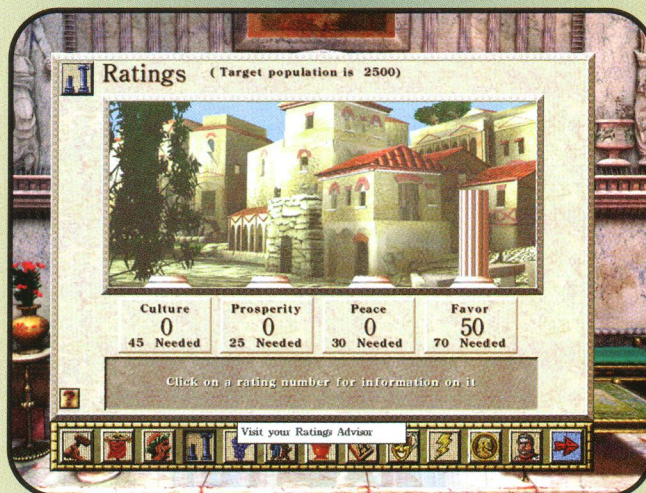 Ratings ( Target population is 2500)
Culture Prosperity Peace Favor
0 0 0 50
45 Needed 25 Needed 30 Needed 70 Needed
Click on a rating number for information on it
?
Visit your Ratings Advisor